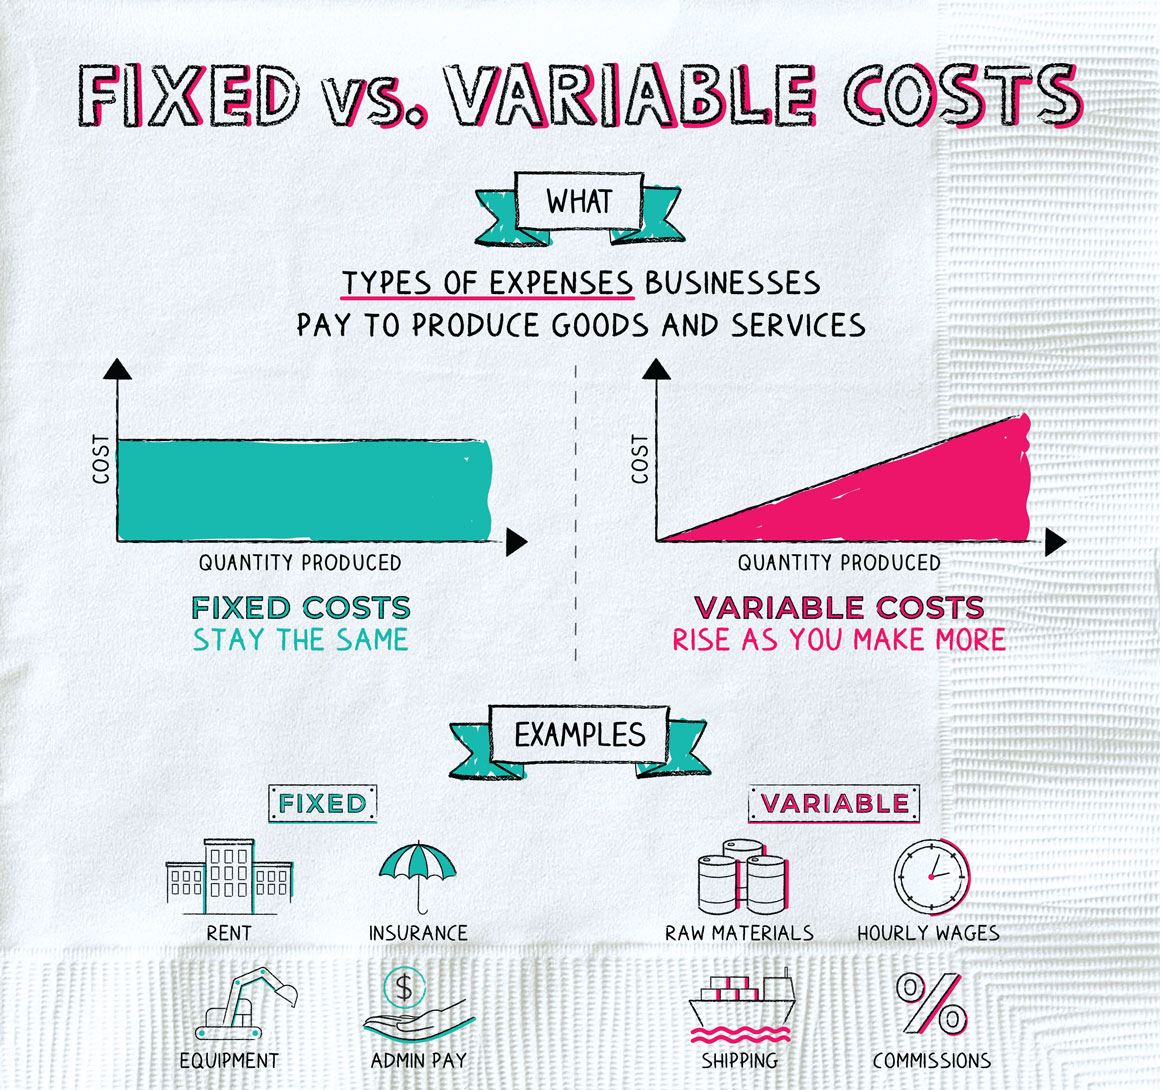 FIXED vs. VARIABLE COSTS
WHAT
TYPES OF EXPENSES BUSINESSES
PAY TO PRODUCE GOODS AND SERVICES
COST
QUANTITY PRODUCED
FIXED COSTS
STAY THE SAME
COST
QUANTITY PRODUCED
VARIABLE COSTS
RISE AS YOU MAKE MORE
EXAMPLES
FIXED
RENT
INSURANCE
EQUIPMENT
$
ADMIN PAY
VARIABLE
RAW MATERIALS
HOURLY WAGES
SHIPPING
%
COMMISSIONS